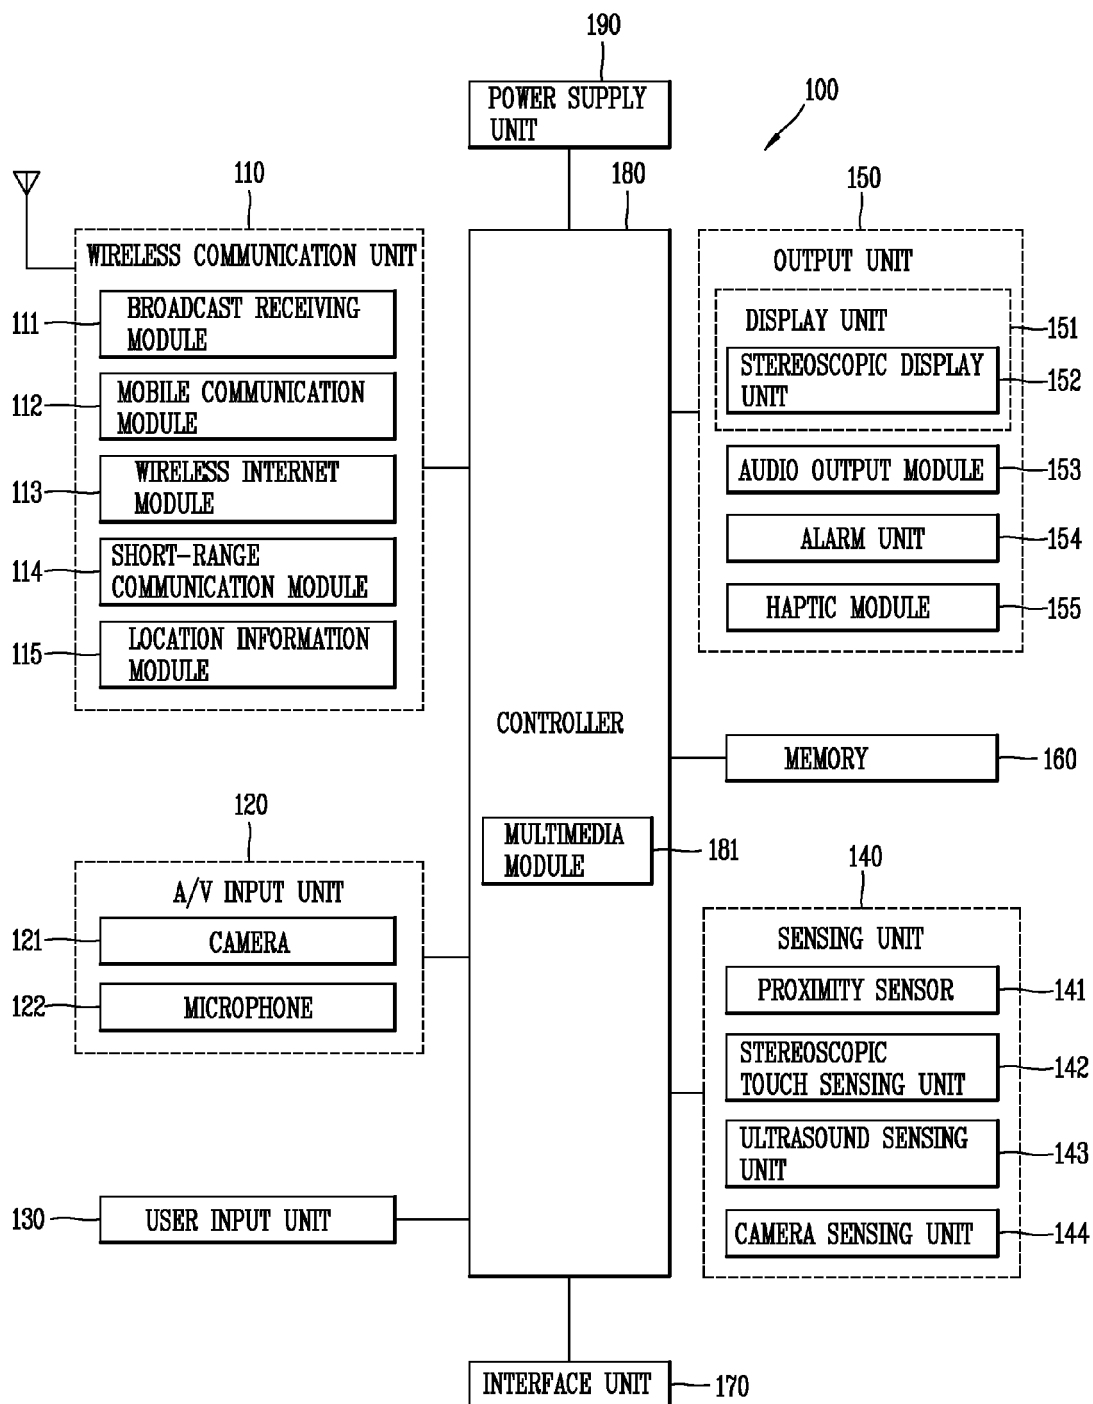 190
POWER SUPPLY
UNIT
100
110
180
150
WIRELESS COMMUNICATION UNIT
111
BROADCAST RECEIVING
MODULE
112
MOBILE COMMUNICATION
MODULE
113
WIRELESS INTERNET
MODULE
114
SHORT-RANGE
COMMUNICATION MODULE
115
LOCATION INFORMATION
MODULE
OUTPUT UNIT
DISPLAY UNIT
151
STEREOSCOPIC DISPLAY
UNIT
152
AUDIO OUTPUT MODULE
153
ALARM UNIT
154
HAPTIC MODULE
155
CONTROLLER
MEMORY
160
MULTIMEDIA
MODULE
181
120
A/V INPUT UNIT
121
CAMERA
122
MICROPHONE
140
SENSING UNIT
PROXIMITY SENSOR
141
STEREOSCOPIC
TOUCH SENSING UNIT
142
ULTRASOUND SENSING
UNIT
143
CAMERA SENSING UNIT
144
130
USER INPUT UNIT
INTERFACE UNIT
170